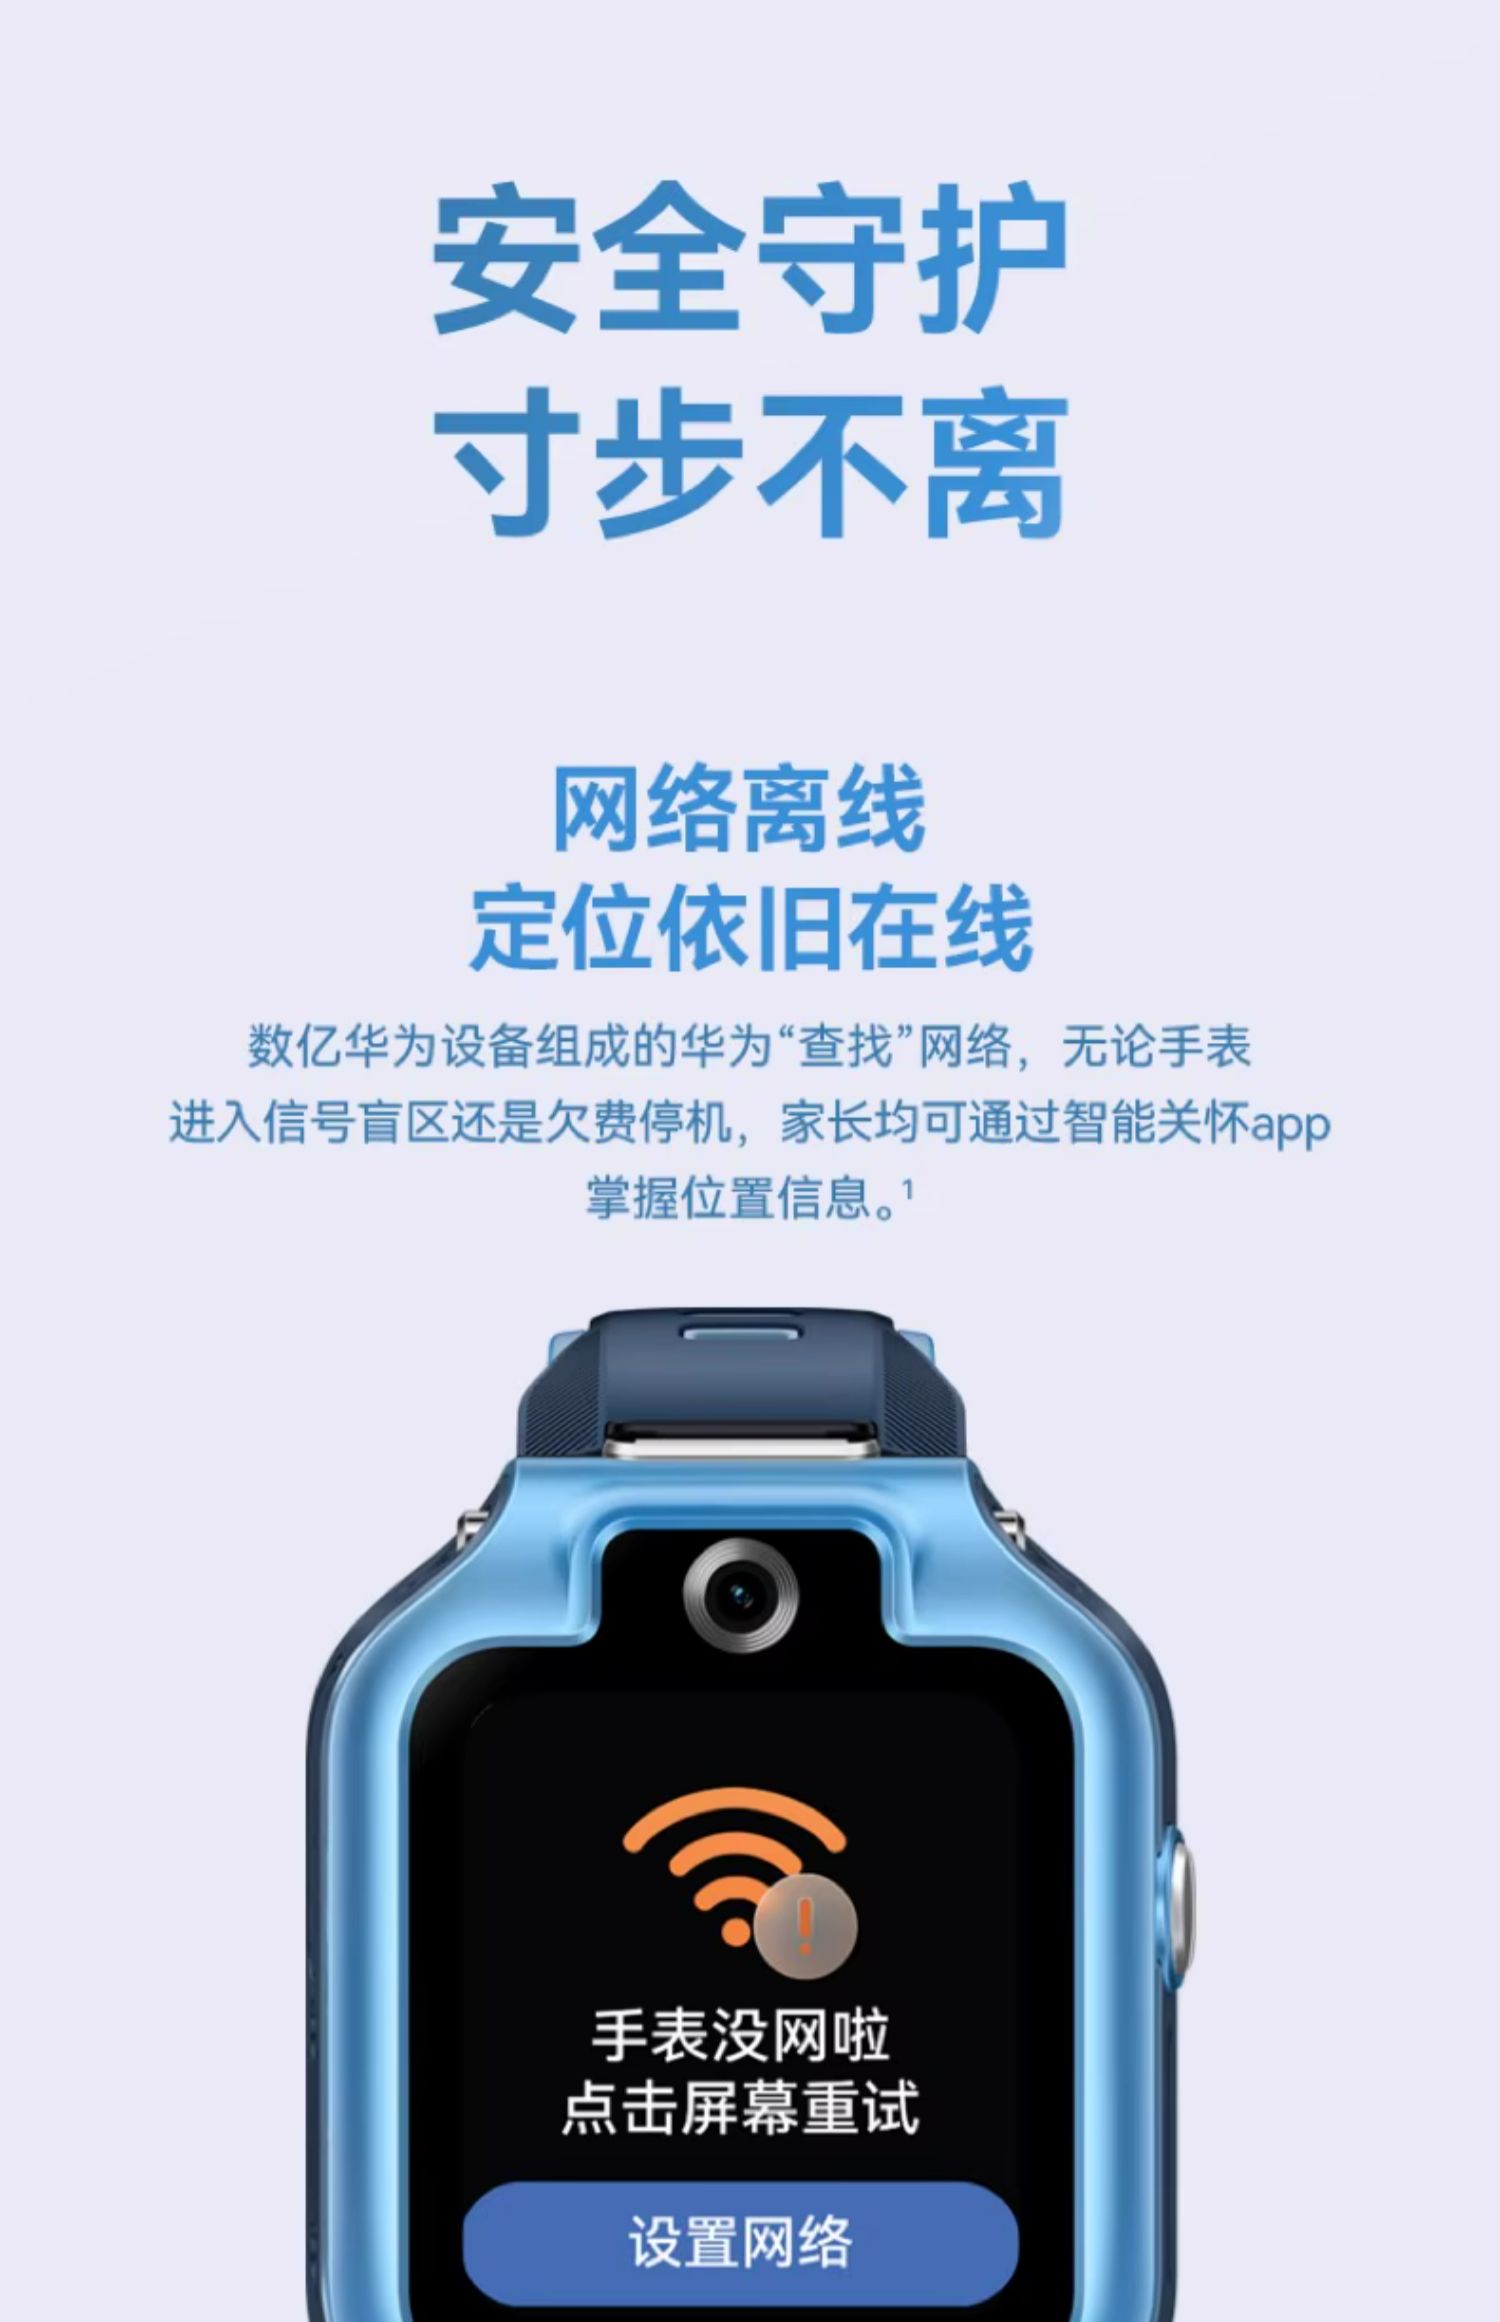 安全守护
寸步不离
网络离线
定位依旧在线
数亿华为设备组成的华为“查找”网络，无论手表
进入信号盲区还是欠费停机，家长均可通过智能关怀app
掌握位置信息。¹
手表没网啦
点击屏幕重试
设置网络